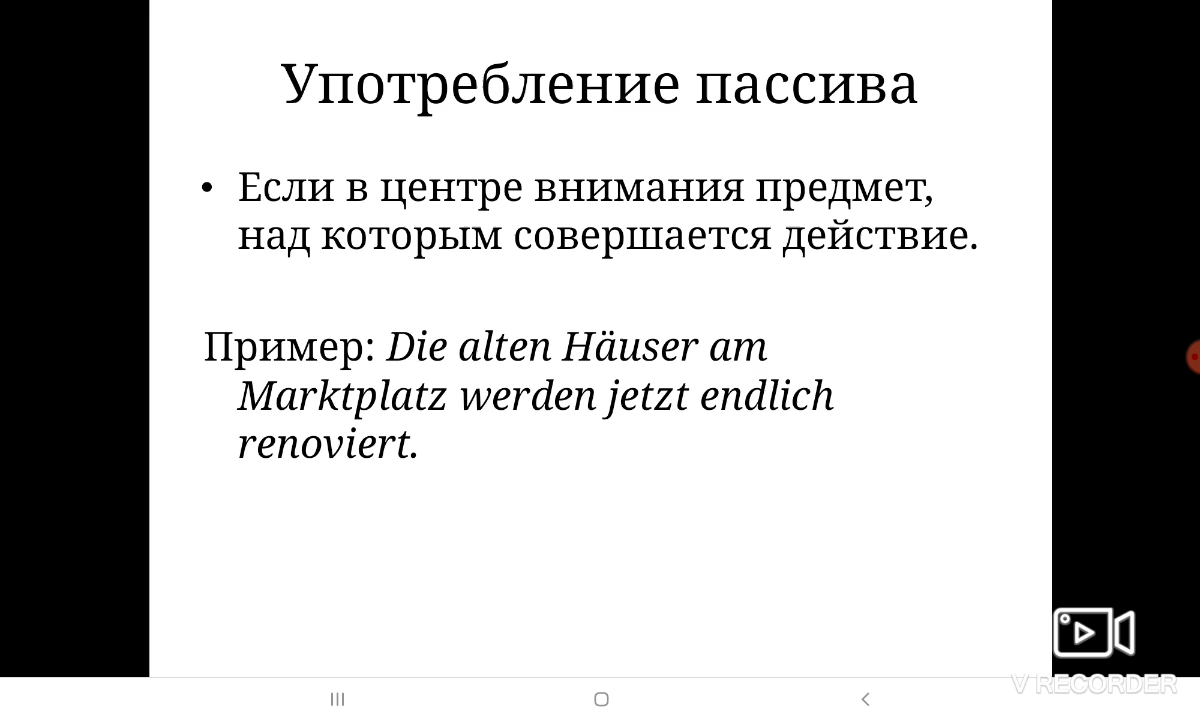 Употребление пассива
• Если в центре внимания предмет,
над которым совершается действие.
Пример: Die alten Häuser am
Marktplatz werden jetzt endlich
renoviert.
V RECORDER